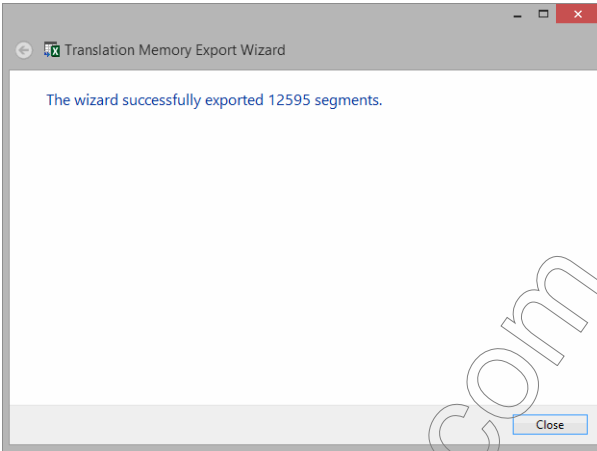 Translation Memory Export Wizard
The wizard successfully exported 12595 segments.
com
Close